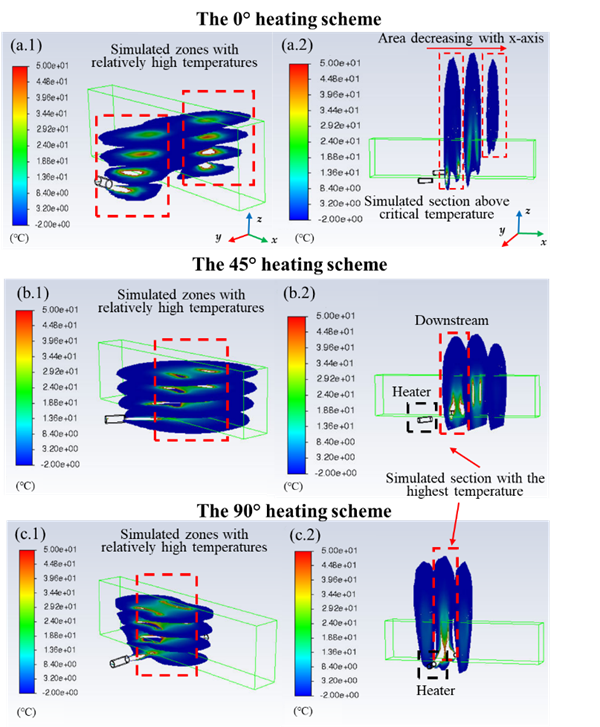 The 0° heating scheme
(a.1)
Simulated zones with
relatively high temperatures
5.00e+01
4.48e+01
3.96e+01
3.44e+01
2.92e+01
2.40e+01
1.88e+01
1.36e+01
8.40e+00
3.20e+00
-2.00e+00
(°C)
z
y
x
(a.2)
Area decreasing with x-axis
5.00e+01
4.48e+01
3.96e+01
3.44e+01
2.92e+01
2.40e+01
1.88e+01
1.36e+01
8.40e+00
3.20e+00
-2.00e+00
Simulated section above
critical temperature
(°C)
z
y
x
The 45° heating scheme
(b.1)
Simulated zones with
relatively high temperatures
5.00e+01
4.48e+01
3.96e+01
3.44e+01
2.92e+01
2.40e+01
1.88e+01
1.36e+01
8.40e+00
3.20e+00
-2.00e+00
(°C)
(b.2)
Downstream
5.00e+01
4.48e+01
3.96e+01
3.44e+01
2.92e+01
2.40e+01
1.88e+01
1.36e+01
8.40e+00
3.20e+00
-2.00e+00
Heater
(°C)
Simulated section with the
highest temperature
The 90° heating scheme
(c.1)
Simulated zones with
relatively high temperatures
5.00e+01
4.48e+01
3.96e+01
3.44e+01
2.92e+01
2.40e+01
1.88e+01
1.36e+01
8.40e+00
3.20e+00
-2.00e+00
(°C)
(c.2)
5.00e+01
4.48e+01
3.96e+01
3.44e+01
2.92e+01
2.40e+01
1.88e+01
1.36e+01
8.40e+00
3.20e+00
-2.00e+00
Heater
(°C)